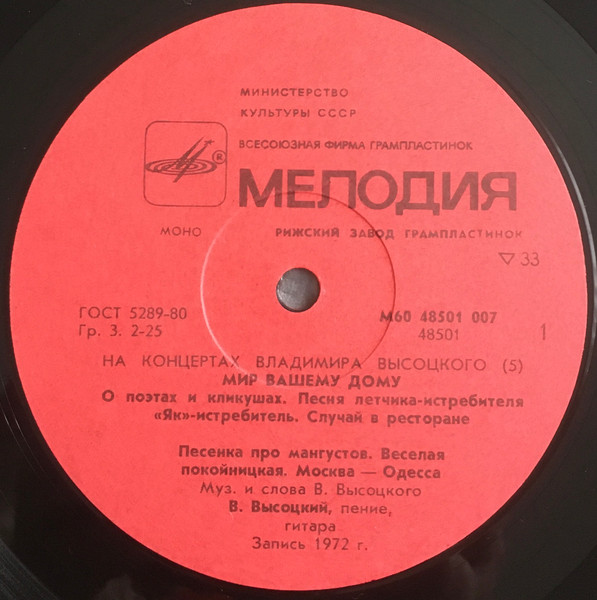 МИНИСТЕРСТВО
КУЛЬТУРЫ СССР
ВСЕСОЮЗНАЯ ФИРМА ГРАМПЛАСТИНОК
®
МЕЛОДИЯ
МОНО РИЖСКИЙ ЗАВОД ГРАМПЛАСТИНОК
▽ 33
ГОСТ 5289-80 М60 48501 007
Гр. 3. 2-25 48501 1
НА КОНЦЕРТАХ ВЛАДИМИРА ВЫСОЦКОГО (5)
МИР ВАШЕМУ ДОМУ
О поэтах и кликушах. Песня летчика-истребителя
«Як»-истребитель. Случай в ресторане
Песенка про мангустов. Веселая
покойницкая. Москва — Одесса
Муз. и слова В. Высоцкого
В. Высоцкий, пение,
гитара
Запись 1972 г.